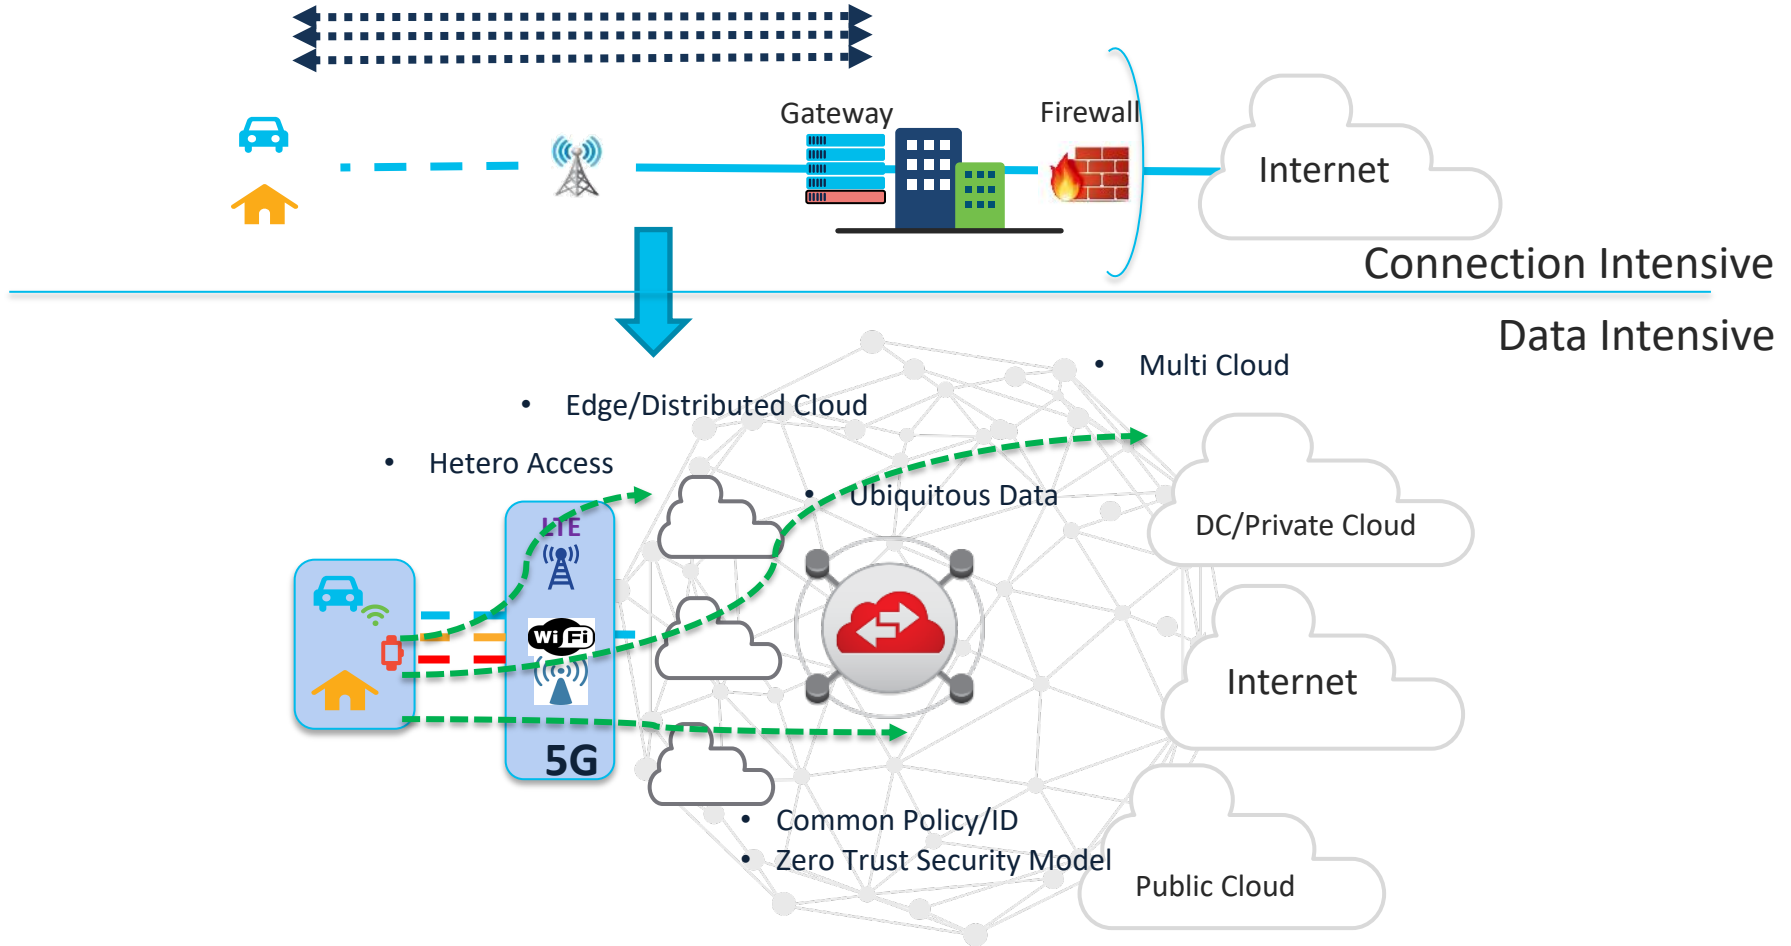 Gateway
Firewall
Internet
Connection Intensive
Data Intensive
• Multi Cloud
• Edge/Distributed Cloud
• Hetero Access
• Ubiquitous Data
LTE
DC/Private Cloud
Wi Fi
Internet
5G
• Common Policy/ID
• Zero Trust Security Model
Public Cloud